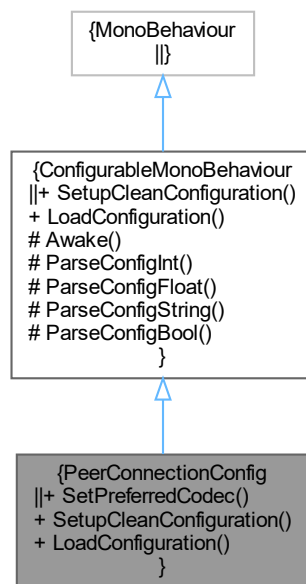 {MonoBehaviour
||}
{ConfigurableMonoBehaviour
||+ SetupCleanConfiguration()
+ LoadConfiguration()
# Awake()
# ParseConfigInt()
# ParseConfigFloat()
# ParseConfigString()
# ParseConfigBool()
}
{PeerConnectionConfig
||+ SetPreferredCodec()
+ SetupCleanConfiguration()
+ LoadConfiguration()
}